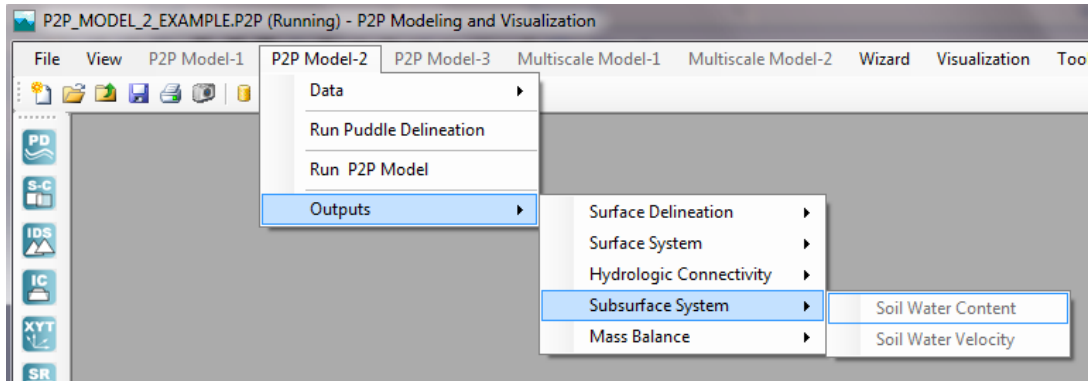 P2P_MODEL_2_EXAMPLE.P2P (Running) - P2P Modeling and Visualization
File View P2P Model-1 P2P Model-2 P2P Model-3 Multiscale Model-1 Multiscale Model-2 Wizard Visualization Too
Data
Run Puddle Delineation
Run P2P Model
Outputs
Surface Delineation
Surface System
Hydrologic Connectivity
Subsurface System
Mass Balance
Soil Water Content
Soil Water Velocity
PD
S-C
IDS
IC
XYT
SR